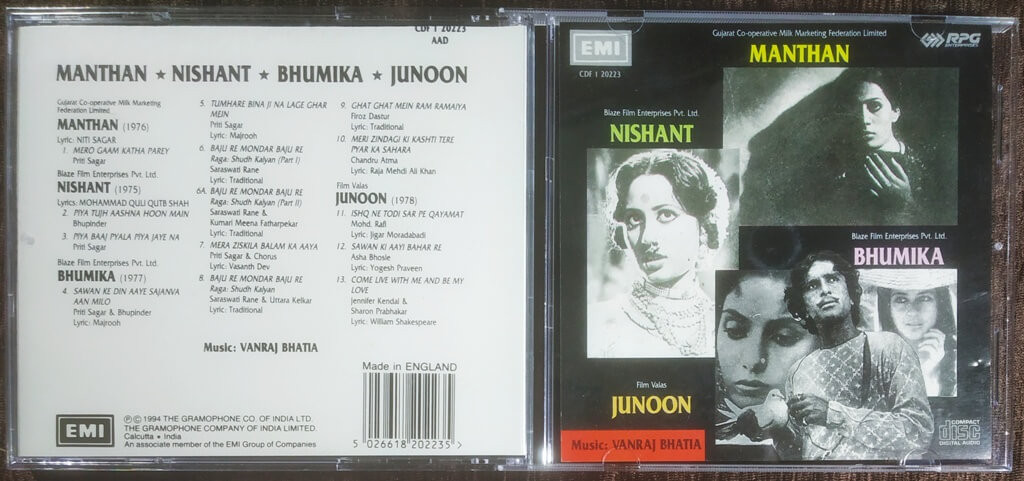 CDF 1 20223
AAD
MANTHAN ★ NISHANT ★ BHUMIKA ★ JUNOON
Gujarat Co-operative Milk Marketing
Federation Limited
MANTHAN (1976)
Lyric: NITI SAGAR
1. MERO GAAM KATHA PAREY
Priti Sagar
Blaze Film Enterprises Pvt. Ltd.
NISHANT (1975)
Lyrics: MOHAMMAD QULI QUTB SHAH
2. PIYA TUJH AASHNA HOON MAIN
Bhupinder
3. PIYA BAAJ PYALA PIYA JAYE NA
Priti Sagar
Blaze Film Enterprises Pvt. Ltd.
BHUMIKA (1977)
4. SAWAN KE DIN AAYE SAJANVA
AAN MILO
Priti Sagar & Bhupinder
Lyric: Majrooh
5. TUMHARE BINA JI NA LAGE GHAR
MEIN
Priti Sagar
Lyric: Majrooh
6. BAJU RE MONDAR BAJU RE
Raga: Shudh Kalyan (Part I)
Saraswati Rane
Lyric: Traditional
6A. BAJU RE MONDAR BAJU RE
Raga: Shudh Kalyan (Part II)
Saraswati Rane &
Kumari Meena Fatharpekar
Lyric: Traditional
7. MERA ZISKILA BALAM KA AAYA
Priti Sagar & Chorus
Lyric: Vasanth Dev
8. BAJU RE MONDAR BAJU RE
Raga: Shudh Kalyan
Saraswati Rane & Uttara Kelkar
Lyric: Traditional
9. GHAT GHAT MEIN RAM RAMAIYA
Firoz Dastur
Lyric: Traditional
10. MERI ZINDAGI KI KASHTI TERE
PYAR KA SAHARA
Chandru Atma
Lyric: Raja Mehdi Ali Khan
Film Valas
JUNOON (1978)
11. ISHQ NE TODI SAR PE QAYAMAT
Mohd. Rafi
Lyric: Jigar Moradabadi
12. SAWAN KI AAYI BAHAR RE
Asha Bhosle
Lyric: Yogesh Praveen
13. COME LIVE WITH ME AND BE MY
LOVE
Jennifer Kendal &
Sharon Prabhakar
Lyric: William Shakespeare
Music: VANRAJ BHATIA
Made in ENGLAND
5 026618 202235 >
EMI
Ⓟ © 1994 THE GRAMOPHONE CO. OF INDIA LTD.
THE GRAMOPHONE COMPANY OF INDIA LIMITED.
Calcutta • India
An associate member of the EMI Group of Companies
EMI
CDF 1 20223
Gujarat Co-operative Milk Marketing Federation Limited
MANTHAN
RPG
ENTERPRISES
Blaze Film Enterprises Pvt. Ltd.
NISHANT
Blaze Film Enterprises Pvt. Ltd.
BHUMIKA
Film Valas
JUNOON
Music: VANRAJ BHATIA
COMPACT
disc
DIGITAL AUDIO